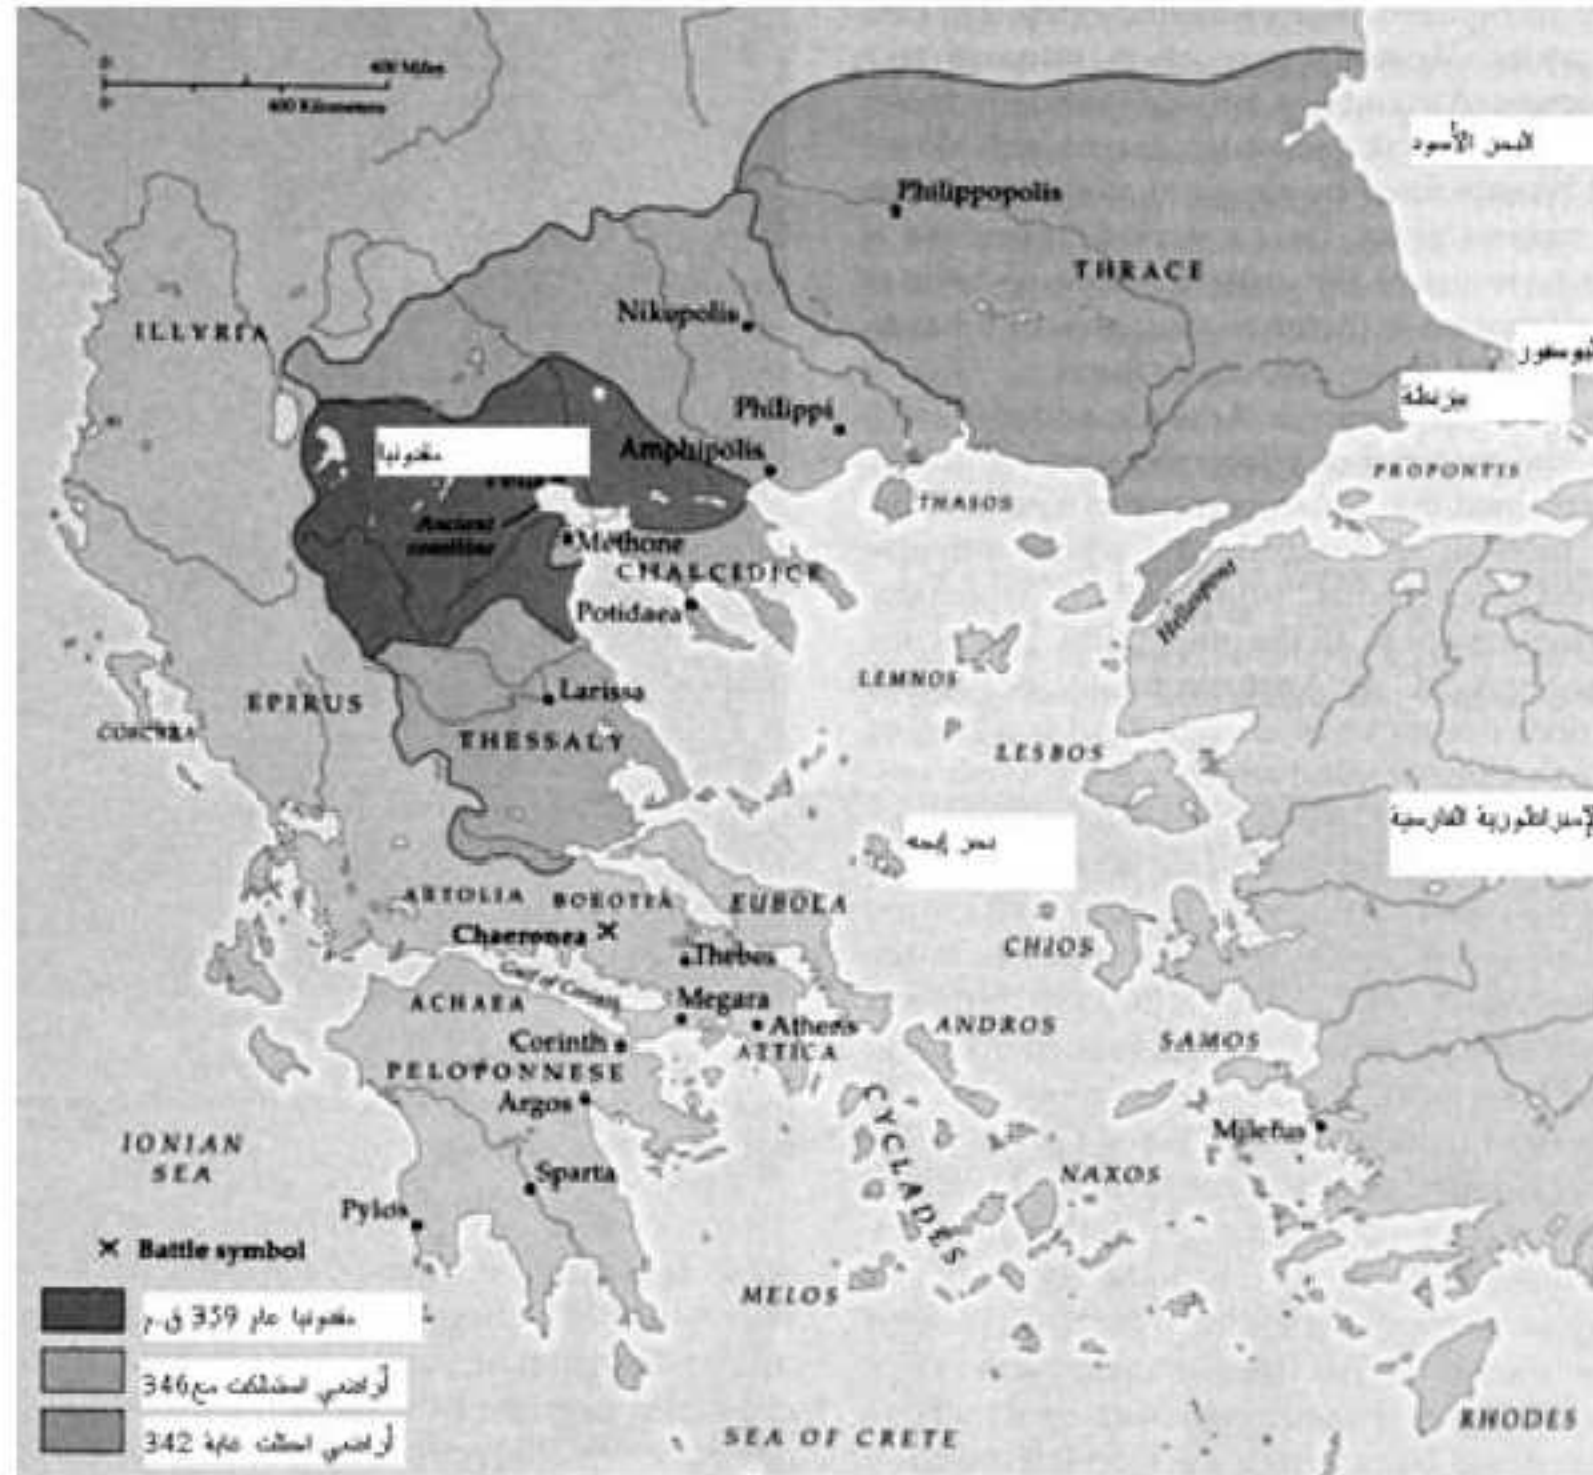 400 Miles
400 Kilometers
البحر الأسود
Philippopolis
THRACE
Nikopolis
ILLYRIA
بيزنطة
Philippi
Amphipolis
مقدونيا
PROPONTIS
THASOS
Ancient
coastline
Methone
CHALCIDICE
Potidaea
Hellespont
LEMNOS
Larissa
EPIRUS
CORCYRA
THESSALY
LESBOS
الإمبراطورية الفارسية
بحر إيجه
AETOLIA
BOEOTIA
EUBOEA
Chaeronea
CHIOS
Thebes
Gulf of Corinth
ACHAEA
Megara
Athens
ANDROS
Corinth
ATTICA
SAMOS
PELOPONNESE
Argos
CYCLADES
Miletus
IONIAN
SEA
Sparta
NAXOS
Pylos
Battle symbol
MELOS
مقدونيا عام 359 ق.م
346
342
RHODES
SEA OF CRETE